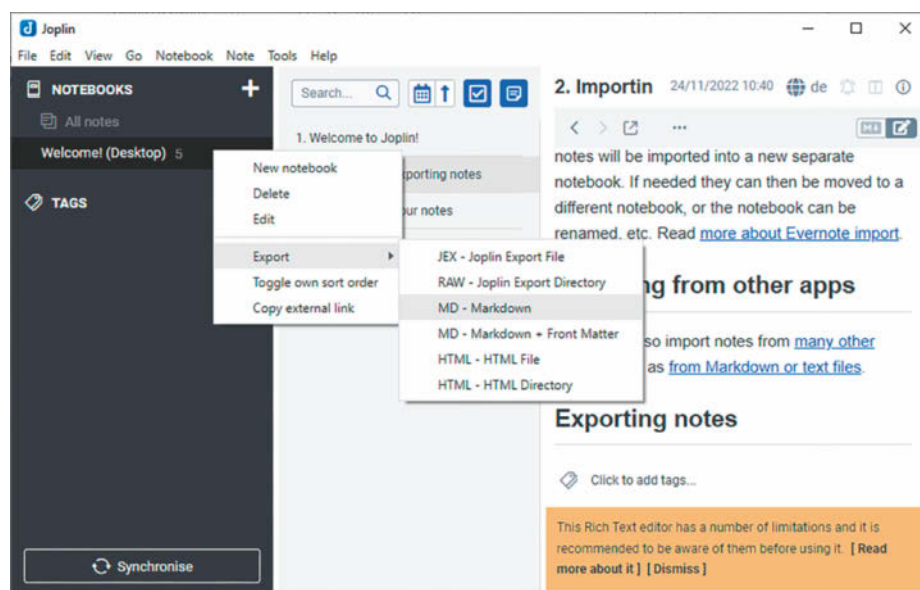 Joplin
File Edit View Go Notebook Note Tools Help
NOTEBOOKS
All notes
Welcome! (Desktop) 5
TAGS
Synchronise
Search...
1. Welcome to Joplin!
porting notes
ur notes
New notebook
Delete
Edit
Export
Toggle own sort order
Copy external link
JEX - Joplin Export File
RAW - Joplin Export Directory
MD - Markdown
MD - Markdown + Front Matter
HTML - HTML File
HTML - HTML Directory
2. Importin 24/11/2022 10:40 de
notes will be imported into a new separate
notebook. If needed they can then be moved to a
different notebook, or the notebook can be
renamed, etc. Read more about Evernote import.
ng from other apps
so import notes from many other
as from Markdown or text files.
Exporting notes
Click to add tags...
This Rich Text editor has a number of limitations and it is
recommended to be aware of them before using it. [ Read
more about it ] [ Dismiss ]